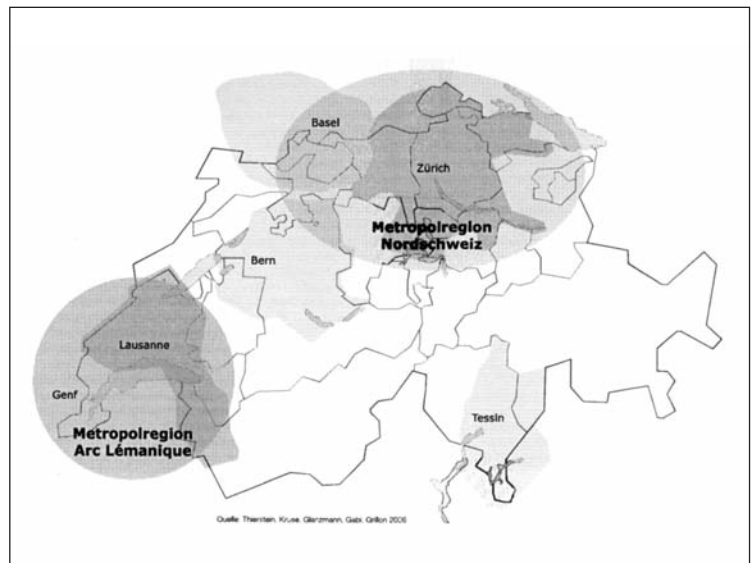 Basel
Zürich
Metropolregion
Nordschweiz
Bern
Lausanne
Genf
Metropolregion
Arc Lémanique
Tessin
Quelle: Thierstein, Kruse, Glanzmann, Gabi, Grillon 2006